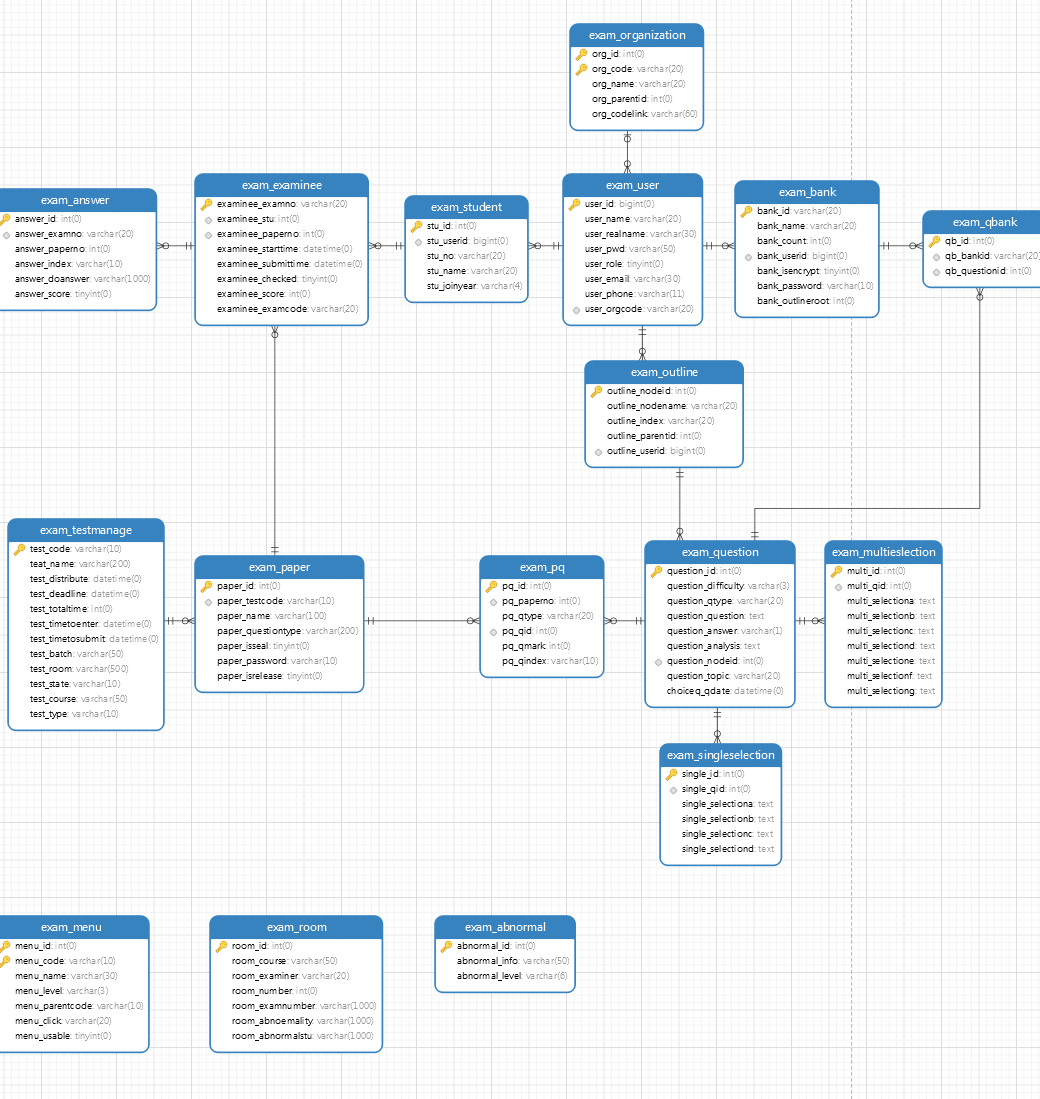 exam_organization
org_id: int(0)
org_code: varchar(20)
org_name: varchar(20)
org_parentid: int(0)
org_codelink: varchar(60)
exam_answer
answer_id: int(0)
answer_examno: varchar(20)
answer_paperno: int(0)
answer_index: varchar(10)
answer_doanswer: varchar(1000)
answer_score: tinyint(0)
exam_examinee
examinee_examno: varchar(20)
examinee_stu: int(0)
examinee_paperno: int(0)
examinee_starttime: datetime(0)
examinee_submittime: datetime(0)
examinee_checked: tinyint(0)
examinee_score: int(0)
examinee_examcode: varchar(20)
exam_student
stu_id: int(0)
stu_userid: bigint(0)
stu_no: varchar(20)
stu_name: varchar(20)
stu_joinyear: varchar(4)
exam_user
user_id: bigint(0)
user_name: varchar(20)
user_realname: varchar(30)
user_pwd: varchar(50)
user_role: tinyint(0)
user_email: varchar(30)
user_phone: varchar(11)
user_orgcode: varchar(20)
exam_bank
bank_id: varchar(20)
bank_name: varchar(20)
bank_count: int(0)
bank_userid: bigint(0)
bank_isencrypt: tinyint(0)
bank_password: varchar(10)
bank_outlineroot: int(0)
exam_qbank
qb_id: int(0)
qb_bankid: varchar(20)
qb_questionid: int(0)
exam_outline
outline_nodeid: int(0)
outline_nodename: varchar(20)
outline_index: varchar(20)
outline_parentid: int(0)
outline_userid: bigint(0)
exam_testmanage
test_code: varchar(10)
teat_name: varchar(200)
test_distribute: datetime(0)
test_deadline: datetime(0)
test_totaltime: int(0)
test_timetoenter: datetime(0)
test_timetosubmit: datetime(0)
test_batch: varchar(50)
test_room: varchar(500)
test_state: varchar(10)
test_course: varchar(50)
test_type: varchar(10)
exam_paper
paper_id: int(0)
paper_testcode: varchar(10)
paper_name: varchar(100)
paper_questiontype: varchar(200)
paper_isseal: tinyint(0)
paper_password: varchar(10)
paper_isrelease: tinyint(0)
exam_pq
pq_id: int(0)
pq_paperno: int(0)
pq_qtype: varchar(20)
pq_qid: int(0)
pq_qmark: int(0)
pq_qindex: varchar(10)
exam_question
question_id: int(0)
question_difficulty: varchar(3)
question_qtype: varchar(20)
question_question: text
question_answer: varchar(1)
question_analysis: text
question_nodeid: int(0)
question_topic: varchar(20)
choiceq_qdate: datetime(0)
exam_multieslection
multi_id: int(0)
multi_qid: int(0)
multi_selectiona: text
multi_selectionb: text
multi_selectionc: text
multi_selectiond: text
multi_selectione: text
multi_selectionf: text
multi_selectiong: text
exam_singleselection
single_id: int(0)
single_qid: int(0)
single_selectiona: text
single_selectionb: text
single_selectionc: text
single_selectiond: text
exam_menu
menu_id: int(0)
menu_code: varchar(10)
menu_name: varchar(30)
menu_level: varchar(3)
menu_parentcode: varchar(10)
menu_click: varchar(20)
menu_usable: tinyint(0)
exam_room
room_id: int(0)
room_course: varchar(50)
room_examiner: varchar(20)
room_number: int(0)
room_examnumber: varchar(1000)
room_abnoemality: varchar(1000)
room_abnormalstu: varchar(1000)
exam_abnormal
abnormal_id: int(0)
abnormal_info: varchar(50)
abnormal_level: varchar(6)